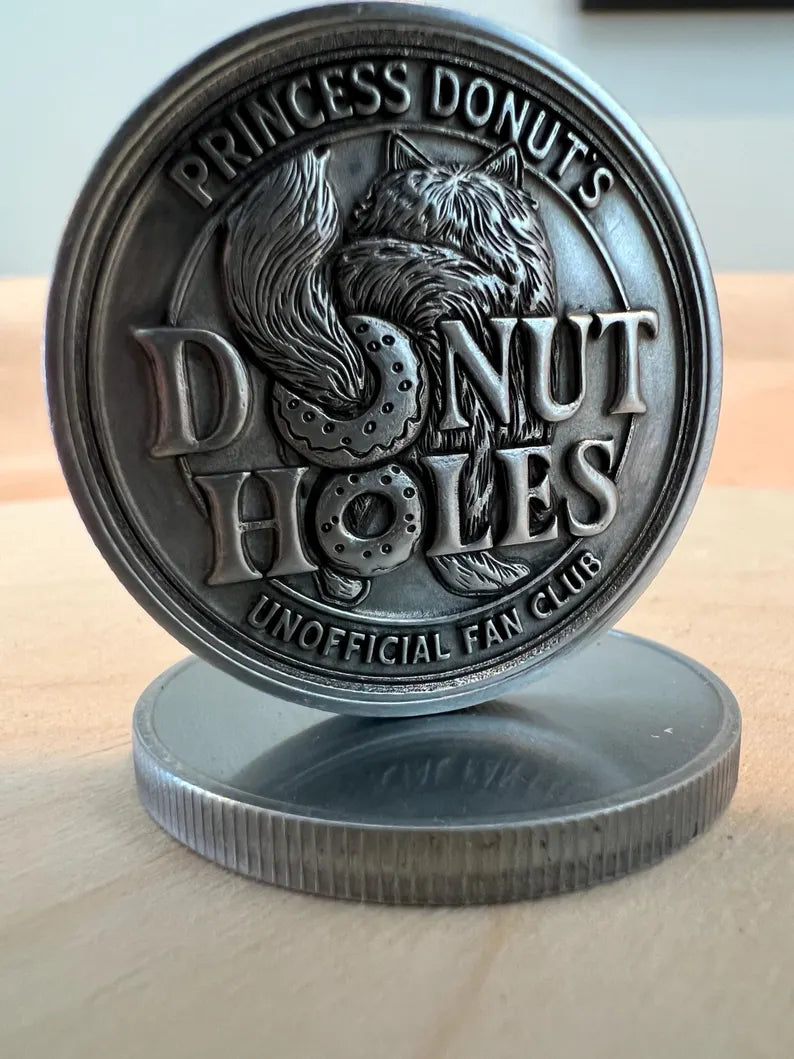 PRINCESS DONUT'S
DONUT
HOLES
UNOFFICIAL FAN CLUB